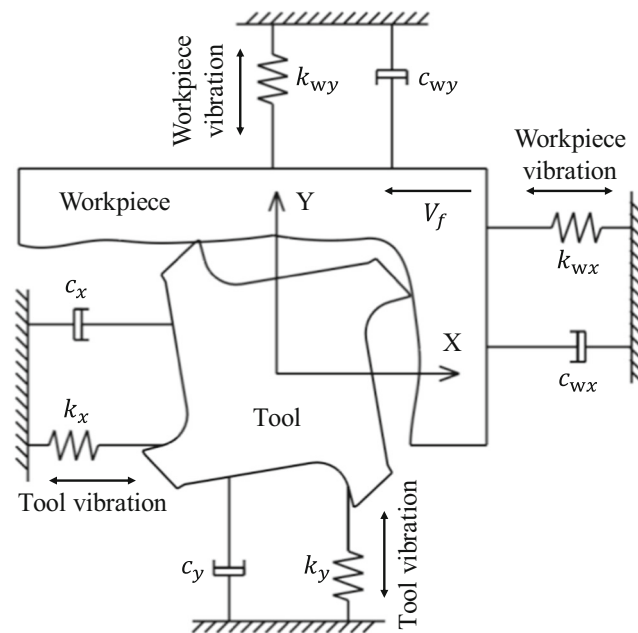 Workpiece
vibration
k_wy
c_wy
Workpiece
vibration
Workpiece
Y
V_f
k_wx
c_x
X
c_wx
k_x
Tool
Tool vibration
c_y
k_y
Tool vibration